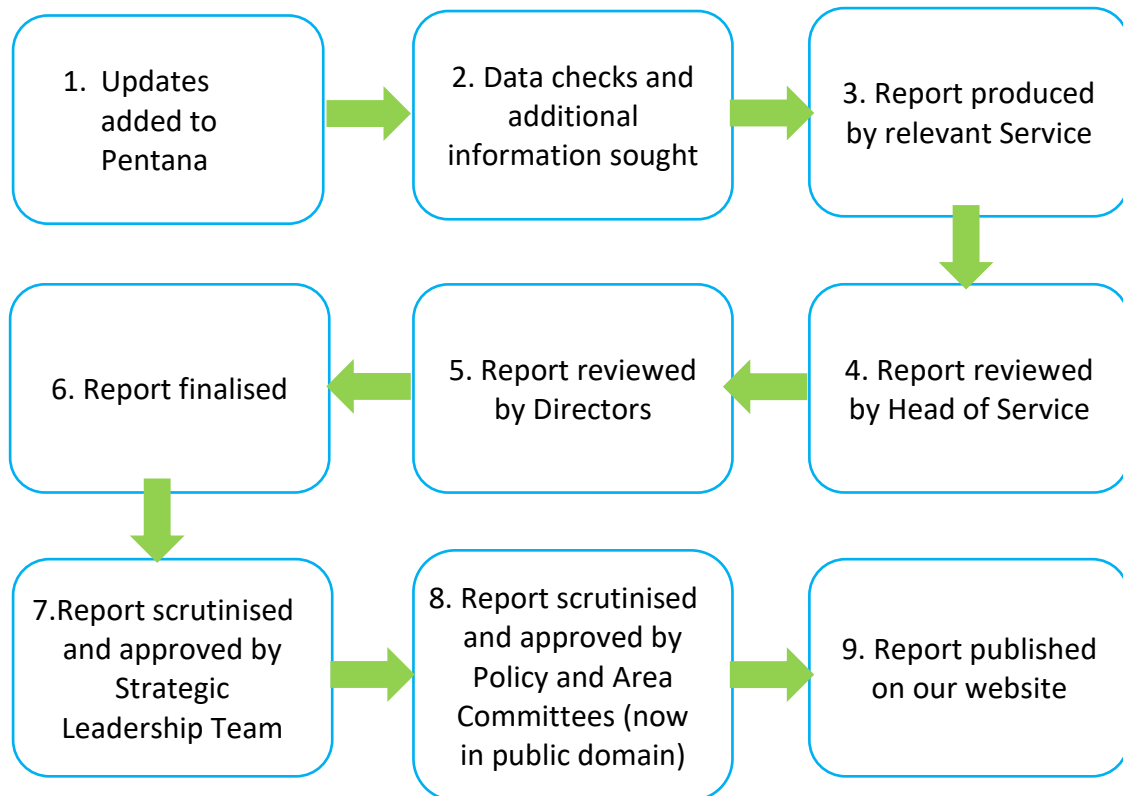 1. Updates
added to
Pentana
2. Data checks and
additional
information sought
3. Report produced
by relevant Service
4. Report reviewed
by Head of Service
5. Report reviewed
by Directors
6. Report finalised
7.Report scrutinised
and approved by
Strategic
Leadership Team
8. Report scrutinised
and approved by
Policy and Area
Committees (now
in public domain)
9. Report published
on our website